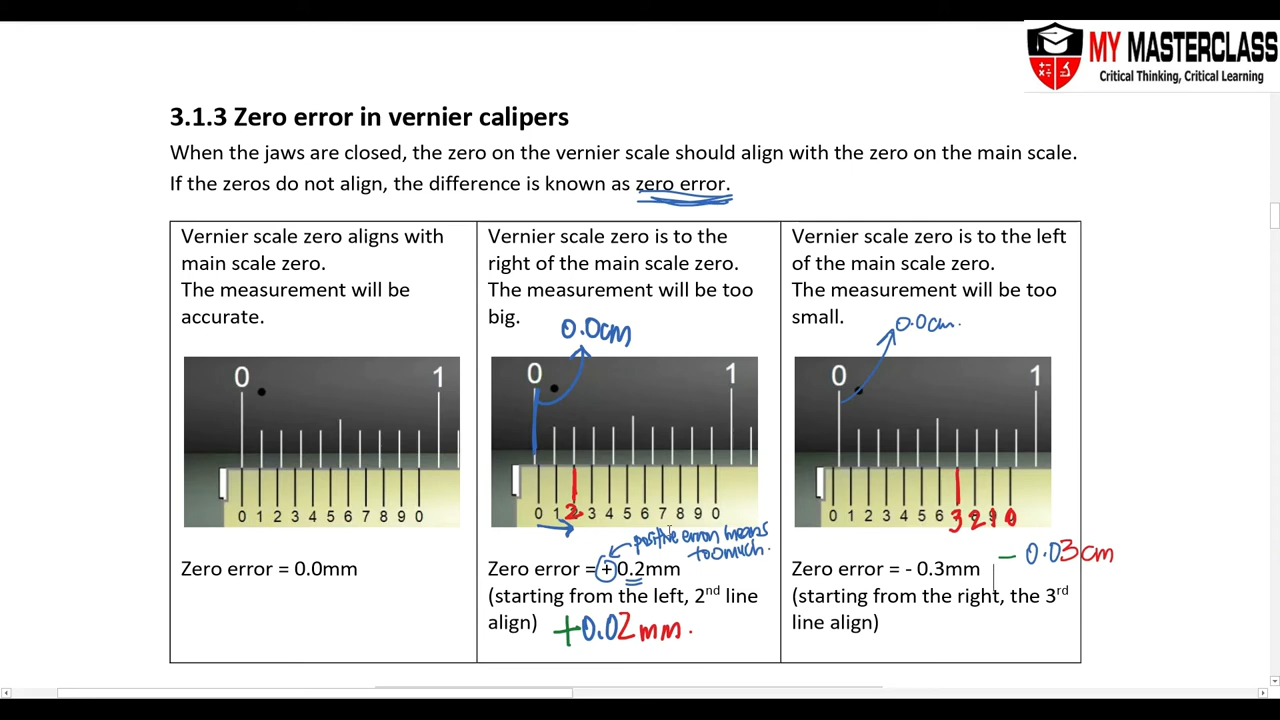 MY MASTERCLASS
Critical Thinking, Critical Learning
3.1.3 Zero error in vernier calipers
When the jaws are closed, the zero on the vernier scale should align with the zero on the main scale.
If the zeros do not align, the difference is known as zero error.
Vernier scale zero aligns with
main scale zero.
The measurement will be
accurate.
0 1
0 1 2 3 4 5 6 7 8 9 0
Zero error = 0.0mm
Vernier scale zero is to the
right of the main scale zero.
The measurement will be too
big.
0.0cm
0 1
0 1 2 3 4 5 6 7 8 9 0
positive error means
too much.
Zero error = + 0.2mm
(starting from the left, 2nd line
align)
+0.02mm.
Vernier scale zero is to the left
of the main scale zero.
The measurement will be too
small.
0.0cm.
0 1
0 1 2 3 4 5 6 3 2 1 0
Zero error = - 0.3mm
- 0.03cm
(starting from the right, the 3rd
line align)